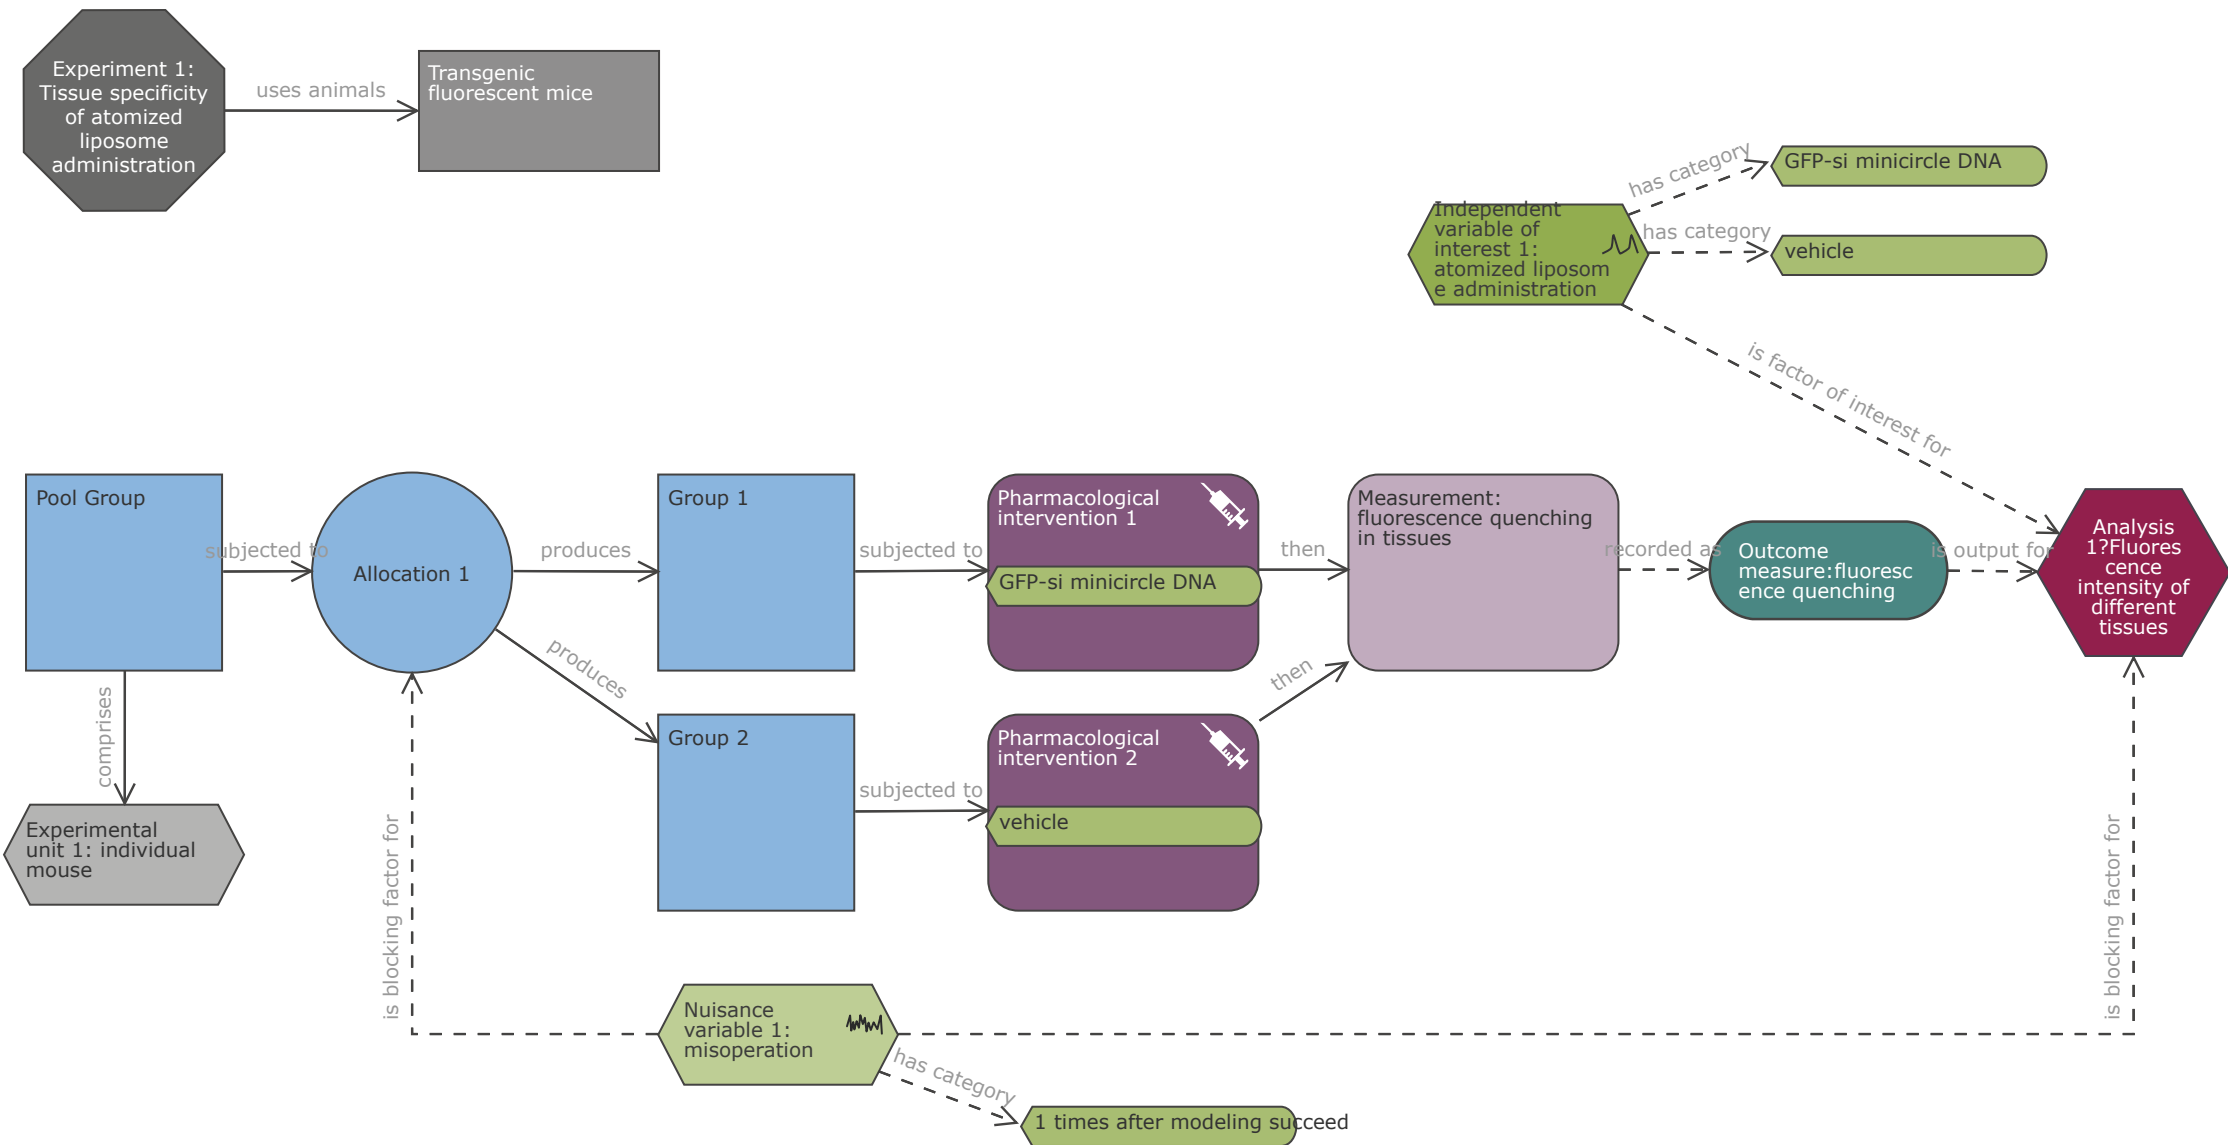 Experiment 1:
Tissue specificity
of atomized
liposome
administration
uses animals
Transgenic
fluorescent mice
has category
GFP-si minicircle DNA
Independent
variable of
interest 1:
atomized liposom
e administration
has category
vehicle
is factor of interest for
Pool Group
subjected to
Allocation 1
produces
Group 1
subjected to
Pharmacological
intervention 1
GFP-si minicircle DNA
then
Measurement:
fluorescence quenching
in tissues
recorded as
Outcome
measure:fluoresc
ence quenching
is output for
Analysis
1?Fluores
cence
intensity of
different
tissues
produces
then
comprises
Group 2
subjected to
Pharmacological
intervention 2
vehicle
Experimental
unit 1: individual
mouse
is blocking factor for
is blocking factor for
Nuisance
variable 1:
misoperation
has category
1 times after modeling succeed